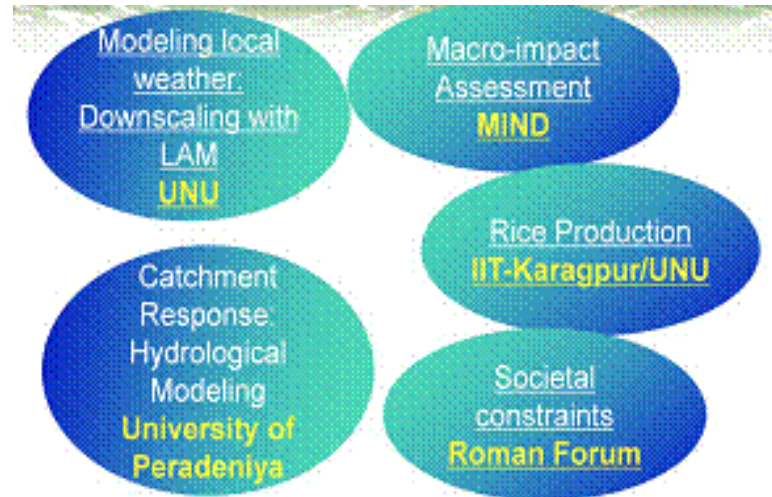 Modeling local
weather:
Downscaling with
LAM
UNU
Macro-impact
Assessment
MIND
Rice Production
IIT-Karagpur/UNU
Catchment
Response:
Hydrological
Modeling
University of
Peradeniya
Societal
constraints
Roman Forum